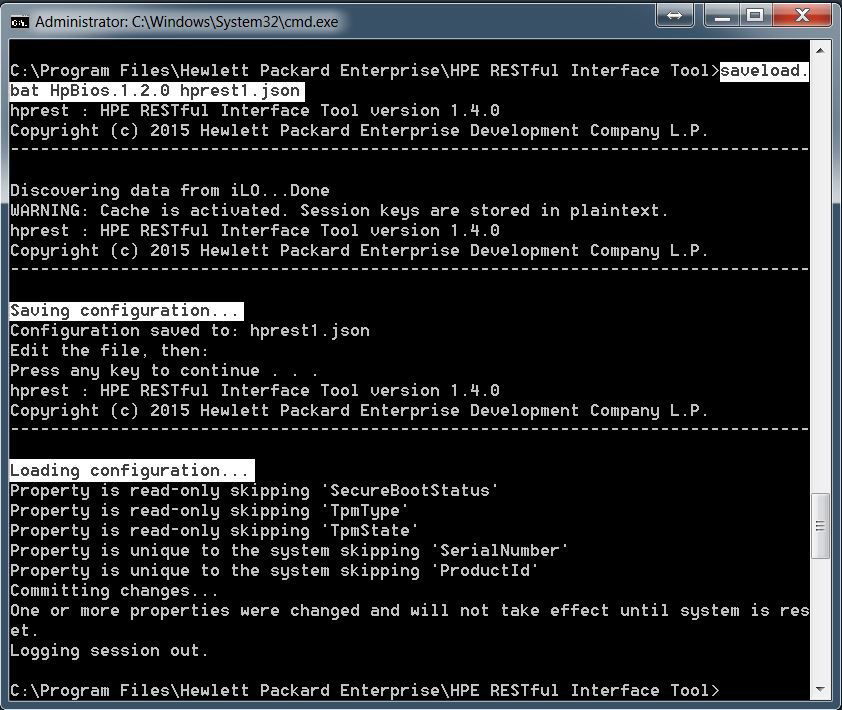 Administrator: C:\Windows\System32\cmd.exe
C:\Program Files\Hewlett Packard Enterprise\HPE RESTful Interface Tool>saveload.
bat HpBios.1.2.0 hprest1.json
hprest : HPE RESTful Interface Tool version 1.4.0
Copyright (c) 2015 Hewlett Packard Enterprise Development Company L.P.
--------------------------------------------------------------------------------
Discovering data from iLO...Done
WARNING: Cache is activated. Session keys are stored in plaintext.
hprest : HPE RESTful Interface Tool version 1.4.0
Copyright (c) 2015 Hewlett Packard Enterprise Development Company L.P.
--------------------------------------------------------------------------------
Saving configuration...
Configuration saved to: hprest1.json
Edit the file, then:
Press any key to continue . . .
hprest : HPE RESTful Interface Tool version 1.4.0
Copyright (c) 2015 Hewlett Packard Enterprise Development Company L.P.
--------------------------------------------------------------------------------
Loading configuration...
Property is read-only skipping 'SecureBootStatus'
Property is read-only skipping 'TpmType'
Property is read-only skipping 'TpmState'
Property is unique to the system skipping 'SerialNumber'
Property is unique to the system skipping 'ProductId'
Committing changes...
One or more properties were changed and will not take effect until system is res
et.
Logging session out.
C:\Program Files\Hewlett Packard Enterprise\HPE RESTful Interface Tool>